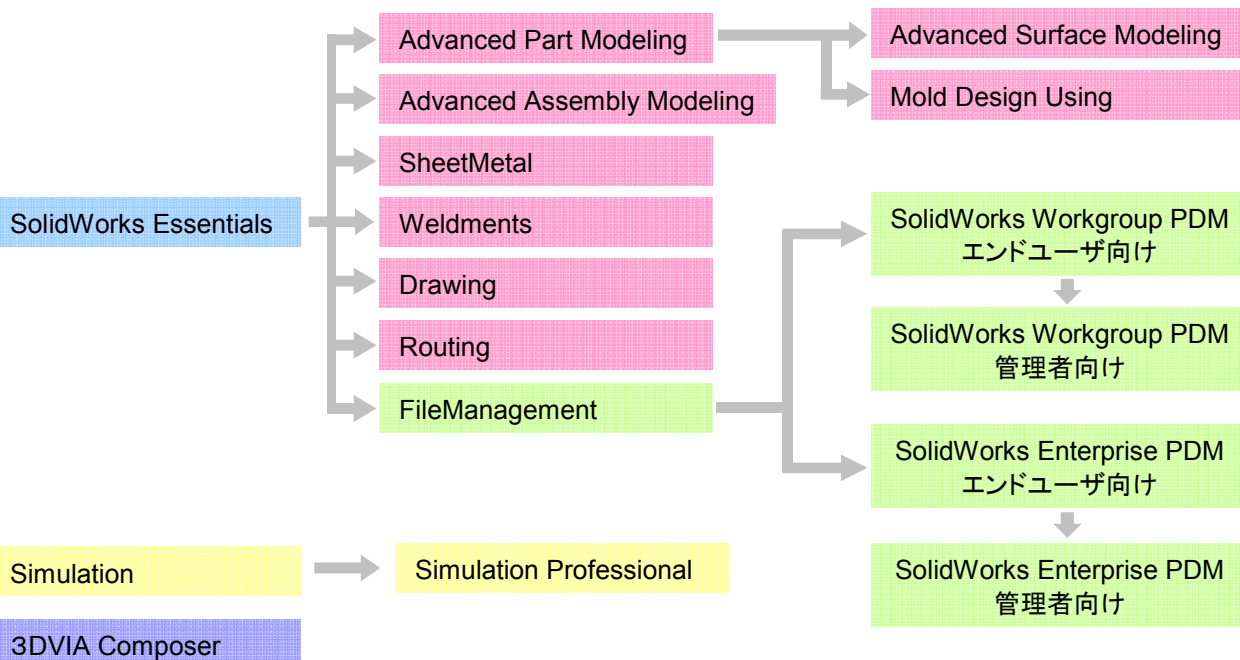 SolidWorks Essentials
Advanced Part Modeling
Advanced Assembly Modeling
SheetMetal
Weldments
Drawing
Routing
FileManagement
Advanced Surface Modeling
Mold Design Using
SolidWorks Workgroup PDM
エンドユーザ向け
SolidWorks Workgroup PDM
管理者向け
SolidWorks Enterprise PDM
エンドユーザ向け
SolidWorks Enterprise PDM
管理者向け
Simulation
Simulation Professional
3DVIA Composer